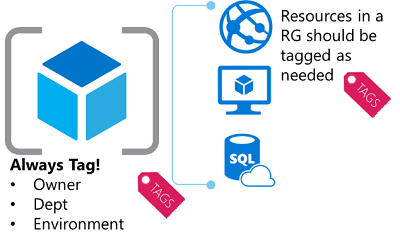 Resources in a
RG should be
tagged as
needed
TAGS
SQL
Always Tag!
• Owner
• Dept
• Environment
TAGS